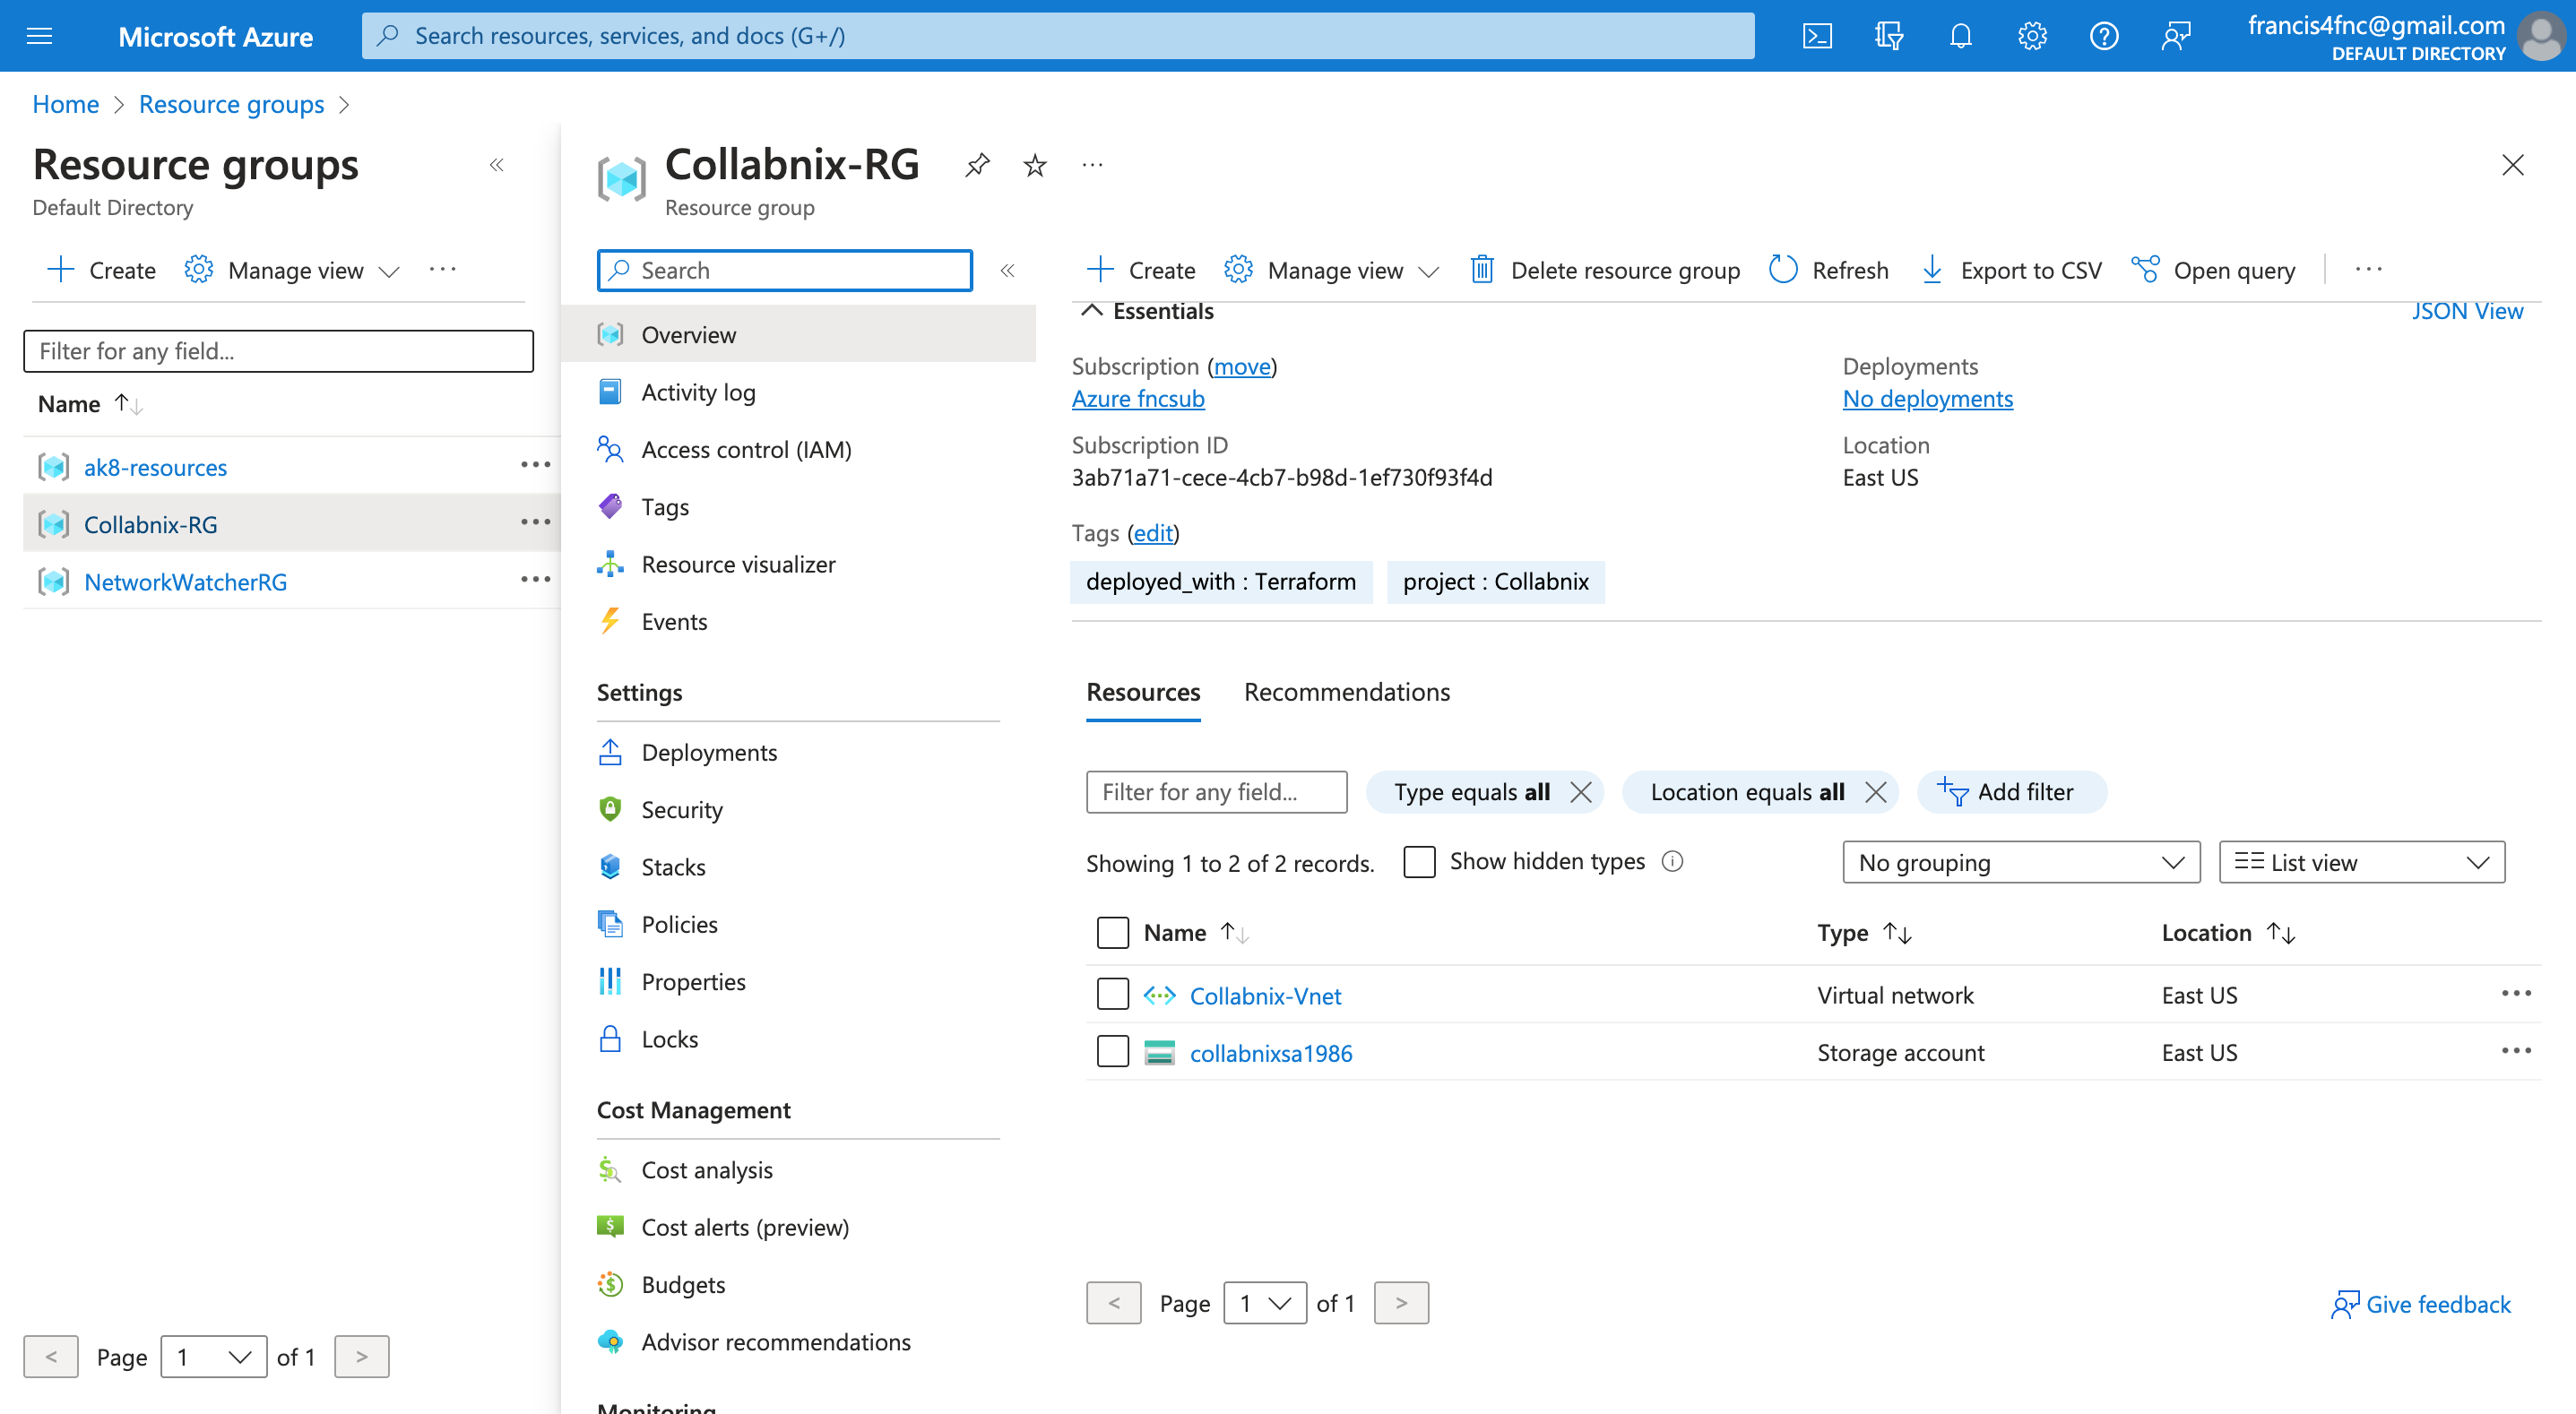 Microsoft Azure
Search resources, services, and docs (G+/)
francis4fnc@gmail.com
DEFAULT DIRECTORY
Home
Resource groups
Resource groups
Default Directory
Create
Manage view
Filter for any field...
Name
ak8-resources
Collabnix-RG
NetworkWatcherRG
< Page 1 of 1 >
Collabnix-RG
Resource group
Search
Overview
Activity log
Access control (IAM)
Tags
Resource visualizer
Events
Settings
Deployments
Security
Stacks
Policies
Properties
Locks
Cost Management
Cost analysis
Cost alerts (preview)
Budgets
Advisor recommendations
Monitoring
Create
Manage view
Delete resource group
Refresh
Export to CSV
Open query
Essentials
JSON View
Subscription (move)
Azure fncsub
Subscription ID
3ab71a71-cece-4cb7-b98d-1ef730f93f4d
Deployments
No deployments
Location
East US
Tags (edit)
deployed_with : Terraform
project : Collabnix
Resources
Recommendations
Filter for any field...
Type equals all
Location equals all
Add filter
Showing 1 to 2 of 2 records.
Show hidden types
No grouping
List view
Name Type Location
Collabnix-Vnet Virtual network East US
collabnixsa1986 Storage account East US
< Page 1 of 1 >
Give feedback